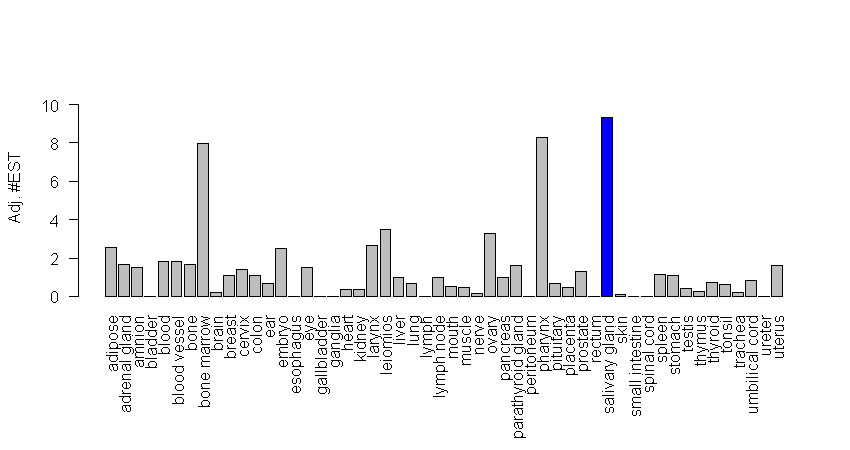 Adj. #EST
10
8
6
4
2
0
adipose
adrenal gland
amnion
bladder
blood
blood vessel
bone
bone marrow
brain
breast
cervix
colon
ear
embryo
esophagus
eye
gallbladder
ganglia
heart
kidney
larynx
leiomios
liver
lung
lymph
lymph node
mouth
muscle
nerve
ovary
pancreas
parathyroid gland
peritoneum
pharynx
pituitary
placenta
prostate
rectum
salivary gland
skin
small intestine
spinal cord
spleen
stomach
testis
thymus
thyroid
tonsil
trachea
umbilical cord
ureter
uterus